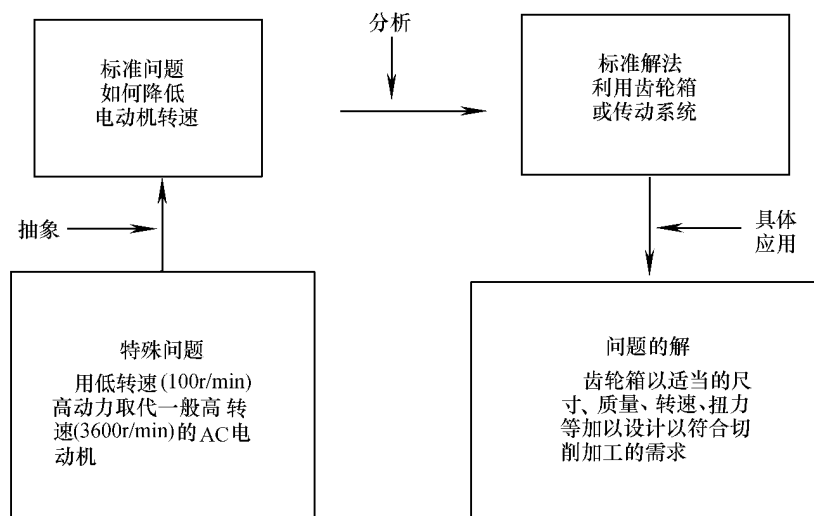 分析
标准问题
如何降低
电动机转速
标准解法
利用齿轮箱
或传动系统
抽象
具体
应用
特殊问题
用低转速(100r/min)
高动力取代一般高转
速(3600r/min)的AC电
动机
问题的解
齿轮箱以适当的尺
寸、质量、转速、扭力
等加以设计以符合切
削加工的需求